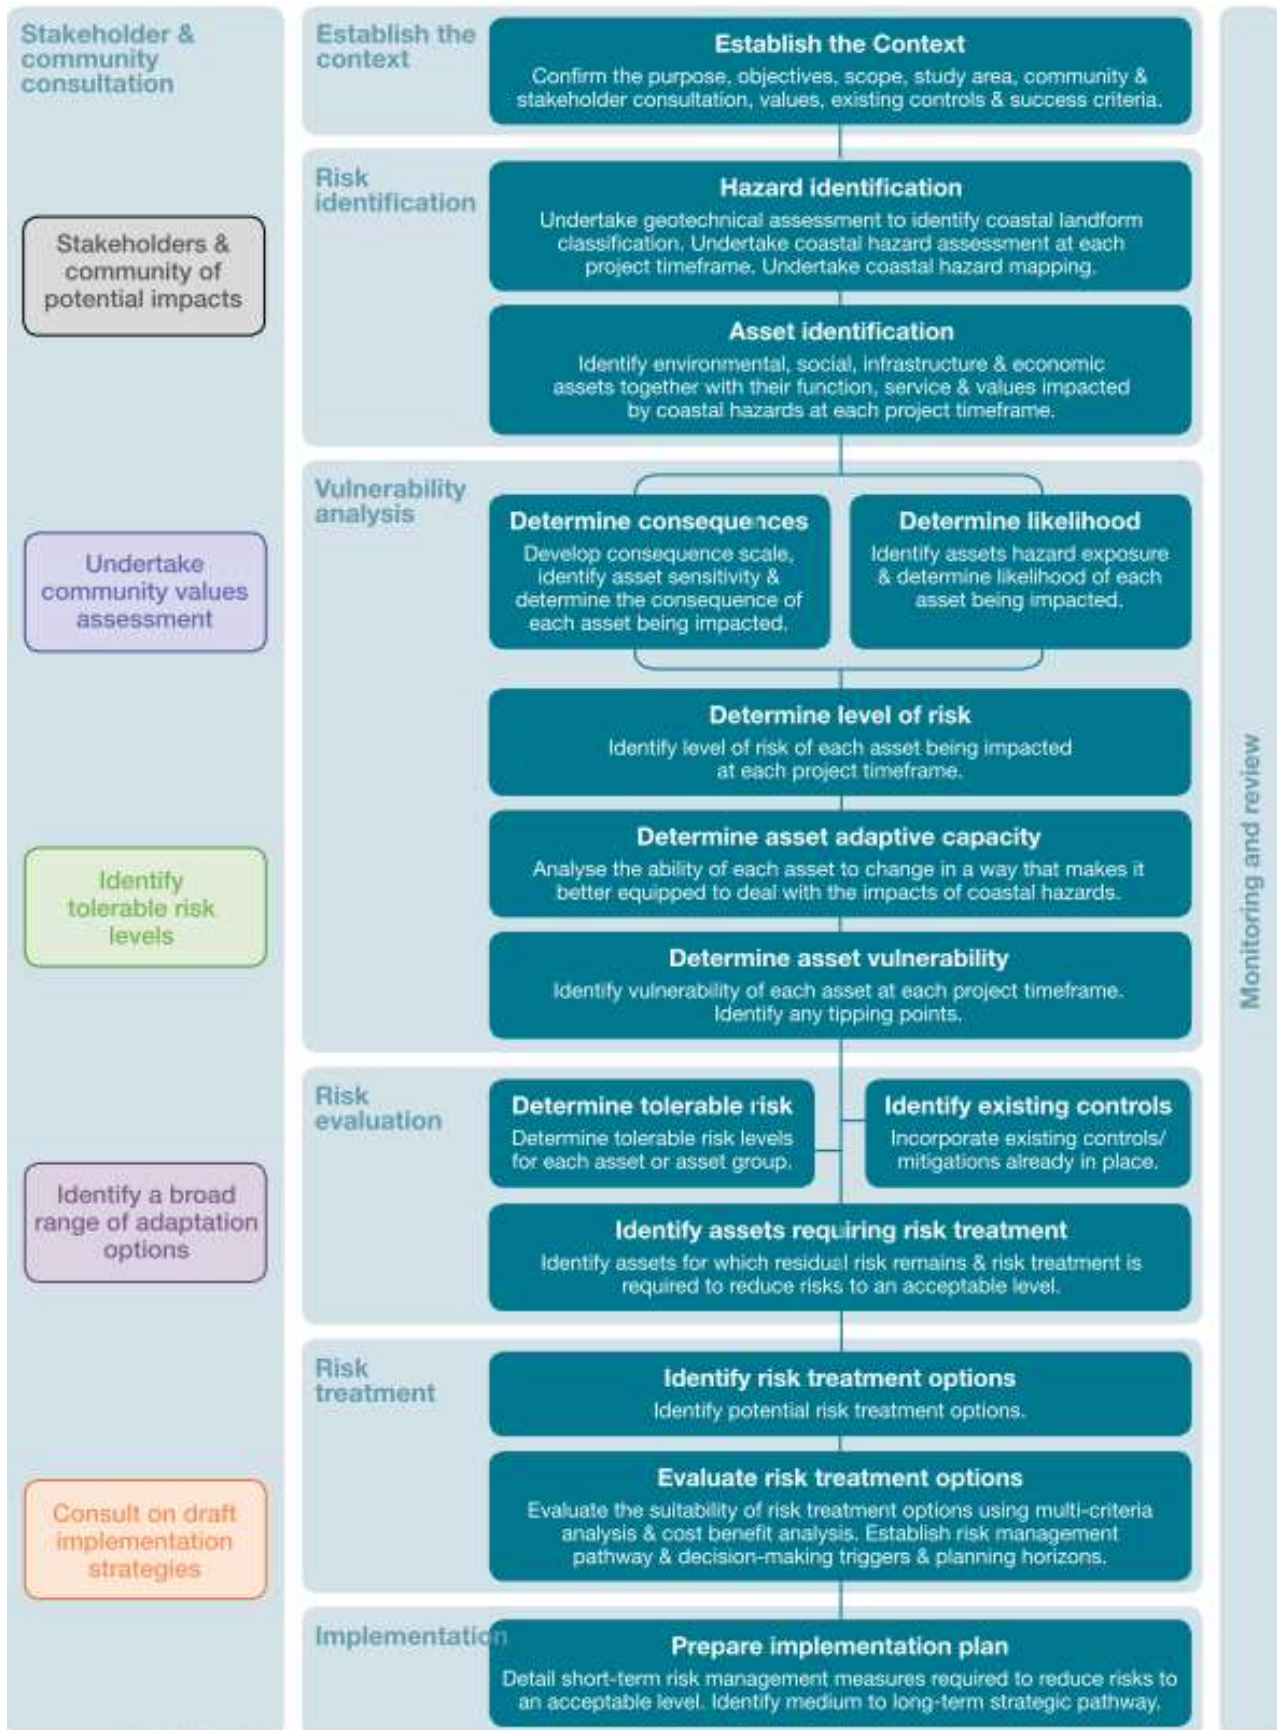 Stakeholder &
community
consultation
Stakeholders &
community of
potential impacts
Undertake
community values
assessment
Identify
tolerable risk
levels
Identify a broad
range of adaptation
options
Consult on draft
implementation
strategies
Establish the
context
Establish the Context
Confirm the purpose, objectives, scope, study area, community &
stakeholder consultation, values, existing controls & success criteria.
Risk
identification
Hazard identification
Undertake geotechnical assessment to identify coastal landform
classification. Undertake coastal hazard assessment at each
project timeframe. Undertake coastal hazard mapping.
Asset identification
Identify environmental, social, infrastructure & economic
assets together with their function, service & values impacted
by coastal hazards at each project timeframe.
Vulnerability
analysis
Determine consequences
Develop consequence scale,
identify asset sensitivity &
determine the consequence of
each asset being impacted.
Determine likelihood
Identify assets hazard exposure
& determine likelihood of each
asset being impacted.
Determine level of risk
Identify level of risk of each asset being impacted
at each project timeframe.
Determine asset adaptive capacity
Analyse the ability of each asset to change in a way that makes it
better equipped to deal with the impacts of coastal hazards.
Determine asset vulnerability
Identify vulnerability of each asset at each project timeframe.
Identify any tipping points.
Risk
evaluation
Determine tolerable risk
Determine tolerable risk levels
for each asset or asset group.
Identify existing controls
Incorporate existing controls/
mitigations already in place.
Identify assets requiring risk treatment
Identify assets for which residual risk remains & risk treatment is
required to reduce risks to an acceptable level.
Risk
treatment
Identify risk treatment options
Identify potential risk treatment options.
Evaluate risk treatment options
Evaluate the suitability of risk treatment options using multi-criteria
analysis & cost benefit analysis. Establish risk management
pathway & decision-making triggers & planning horizons.
Implementation
Prepare implementation plan
Detail short-term risk management measures required to reduce risks to
an acceptable level. Identify medium to long-term strategic pathway.
Monitoring and review